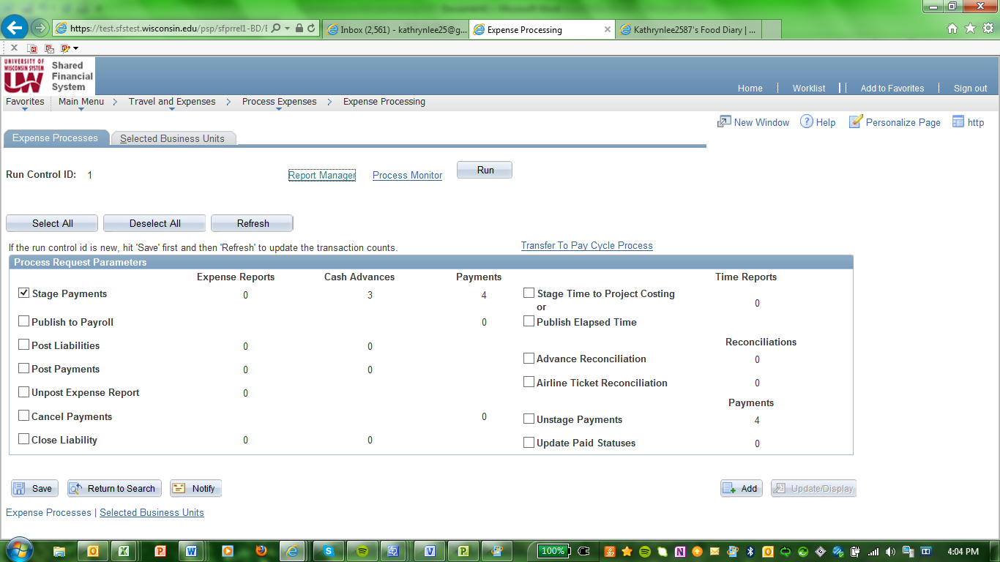 https://test.sfstest.wisconsin.edu/psp/sfprrel1-BD/
Inbox (2,561) - kathrynlee25@g...
Expense Processing
Kathrynlee2587's Food Diary | ...
UNIVERSITY OF
WISCONSIN SYSTEM
UW
Shared
Financial
System
Home
Worklist
Add to Favorites
Sign out
Favorites
Main Menu
Travel and Expenses
Process Expenses
Expense Processing
New Window
Help
Personalize Page
http
Expense Processes
Selected Business Units
Run Control ID: 1
Report Manager
Process Monitor
Run
Select All
Deselect All
Refresh
If the run control id is new, hit 'Save' first and then 'Refresh' to update the transaction counts.
Transfer To Pay Cycle Process
Process Request Parameters
Expense Reports Cash Advances Payments Time Reports
Stage Payments 0 3 4
Stage Time to Project Costing 0
or
Publish to Payroll 0
Publish Elapsed Time
Post Liabilities 0 0
Reconciliations
Advance Reconciliation 0
Post Payments 0 0
Airline Ticket Reconciliation 0
Unpost Expense Report 0
Payments
Cancel Payments 0
Unstage Payments 4
Close Liability 0 0
Update Paid Statuses 0
Save
Return to Search
Notify
Add
Update/Display
Expense Processes | Selected Business Units
100%
4:04 PM